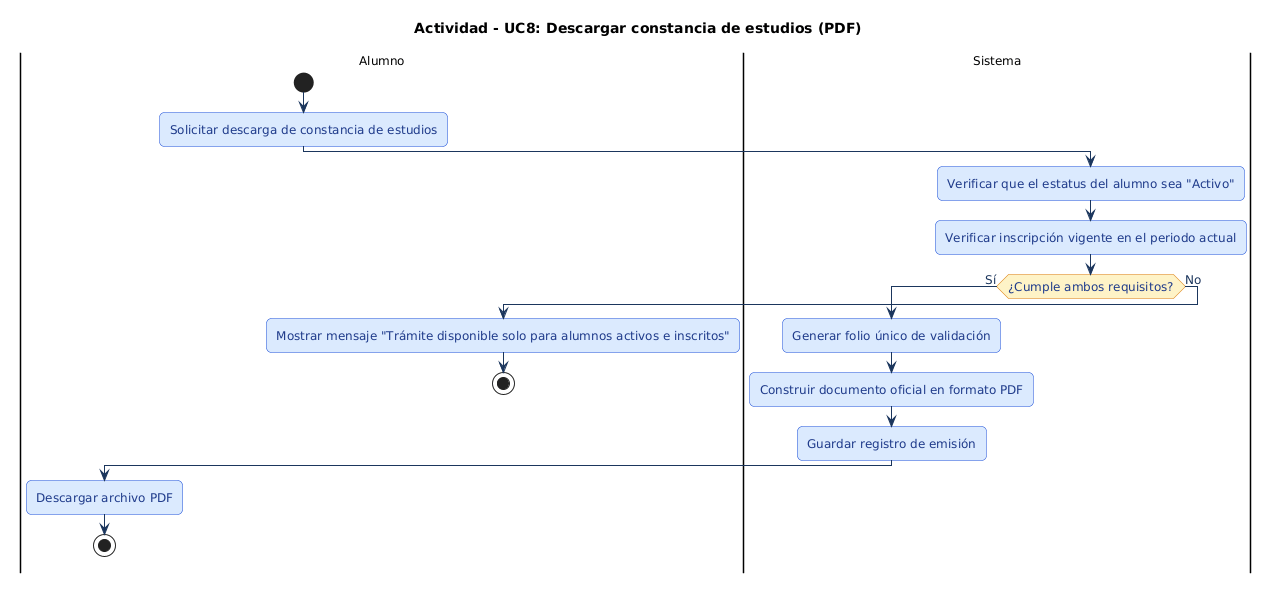 Actividad - UC8: Descargar constancia de estudios (PDF)
Alumno
Sistema
Solicitar descarga de constancia de estudios
Verificar que el estatus del alumno sea "Activo"
Verificar inscripción vigente en el periodo actual
Sí
¿Cumple ambos requisitos?
No
Mostrar mensaje "Trámite disponible solo para alumnos activos e inscritos"
Generar folio único de validación
Construir documento oficial en formato PDF
Guardar registro de emisión
Descargar archivo PDF